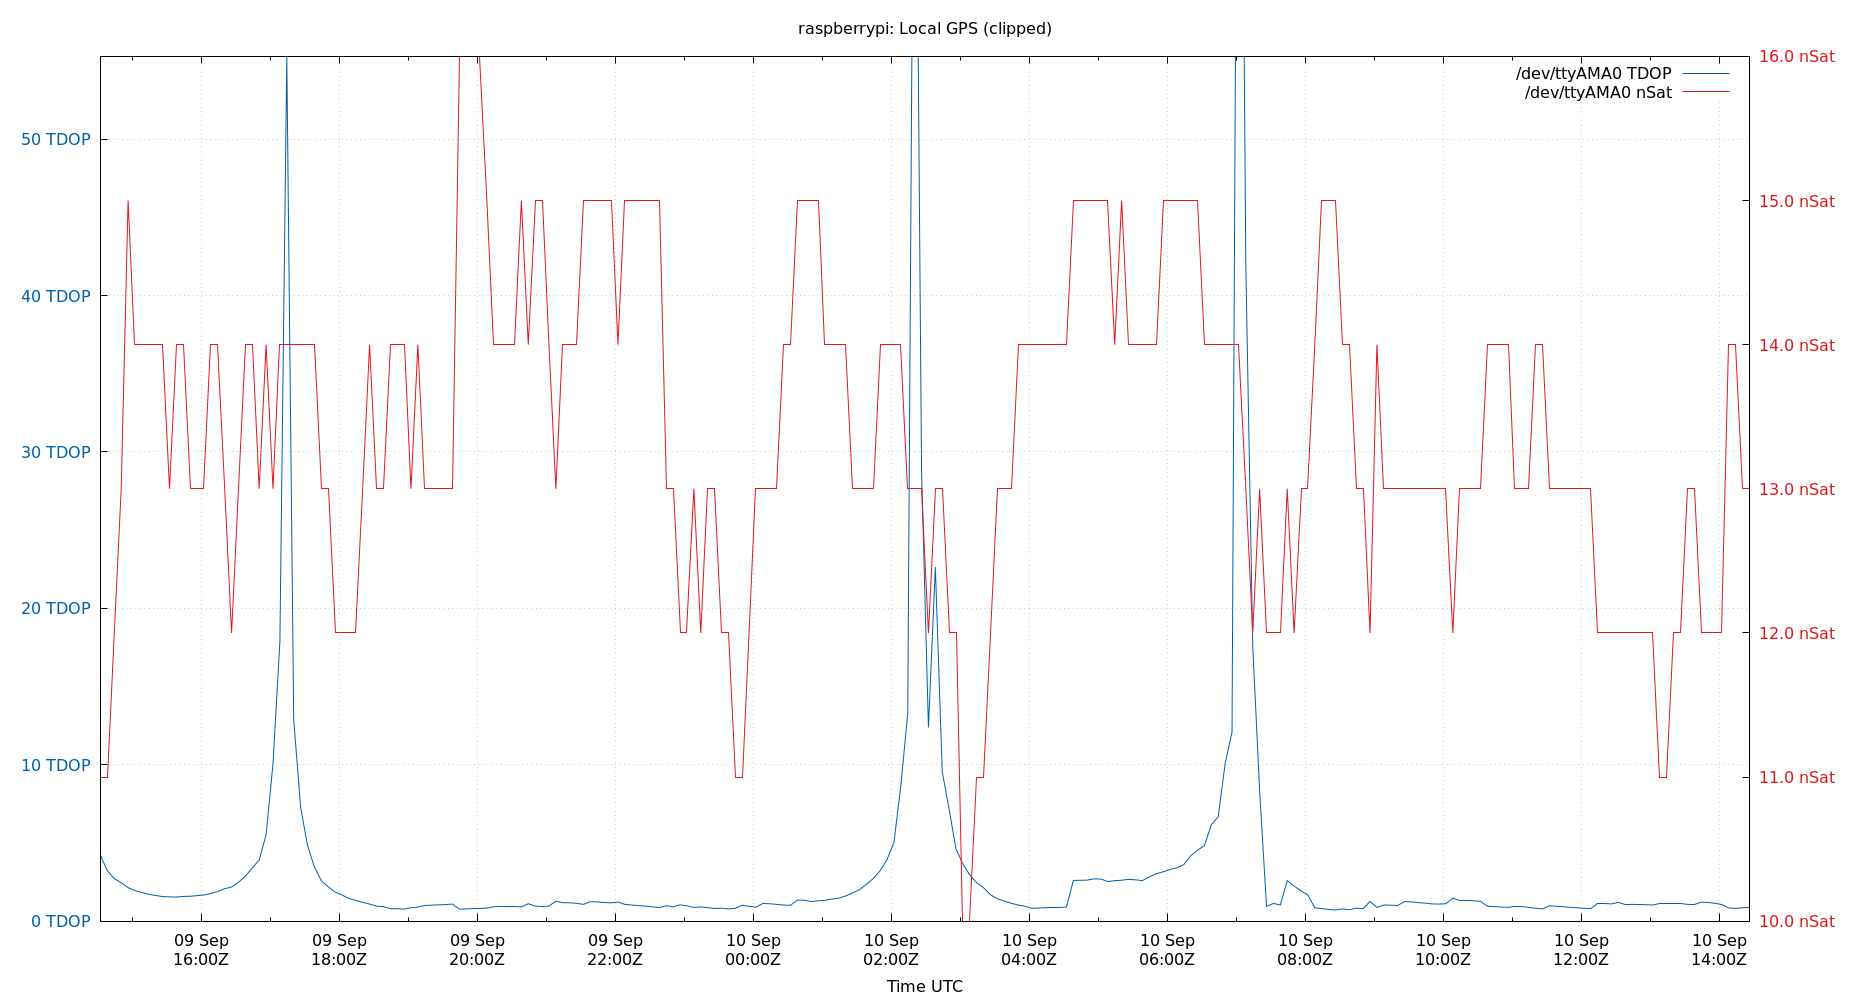 raspberrypi: Local GPS (clipped)
/dev/ttyAMA0 TDOP
/dev/ttyAMA0 nSat
50 TDOP
40 TDOP
30 TDOP
20 TDOP
10 TDOP
0 TDOP
16.0 nSat
15.0 nSat
14.0 nSat
13.0 nSat
12.0 nSat
11.0 nSat
10.0 nSat
09 Sep
16:00Z
09 Sep
18:00Z
09 Sep
20:00Z
09 Sep
22:00Z
10 Sep
00:00Z
10 Sep
02:00Z
10 Sep
04:00Z
10 Sep
06:00Z
10 Sep
08:00Z
10 Sep
10:00Z
10 Sep
12:00Z
10 Sep
14:00Z
Time UTC